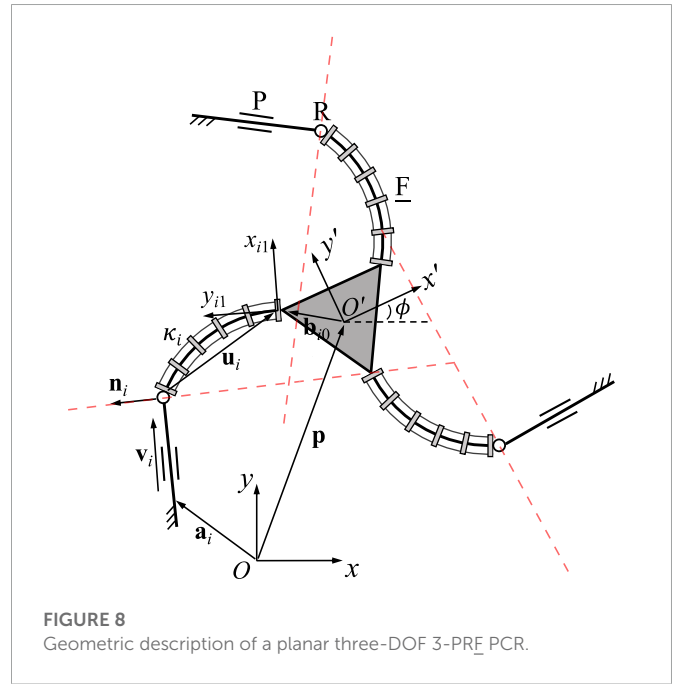 P
R
F
x_{i1}
y'
x'
y_{i1}
O'
ϕ
b_{i0}
κ_i
u_i
n_i
p
v_i
y
a_i
O
x
FIGURE 8
Geometric description of a planar three-DOF 3-PRF PCR.